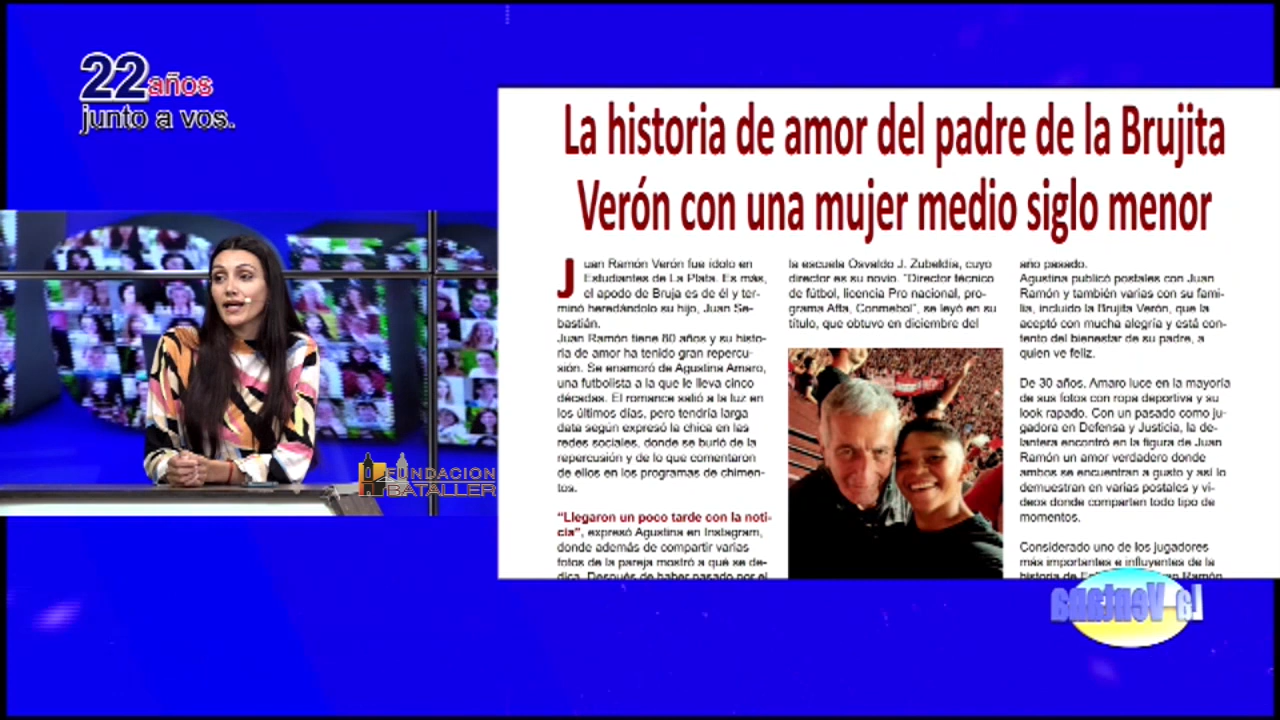 22 años
junto a vos.
La historia de amor del padre de la Brujita
Verón con una mujer medio siglo menor
Juan Ramón Verón fue ídolo en
Estudiantes de La Plata. Es más,
el apodo de Bruja es de él y ter-
minó heredándolo su hijo, Juan Se-
bastián.
Juan Ramón tiene 80 años y su histo-
ria de amor ha tenido gran repercu-
sión. Se enamoró de Agustina Amaro,
una futbolista a la que le lleva cinco
décadas. El romance salió a la luz en
los últimos días, pero tendría larga
data según expresó la chica en las
redes sociales, donde se burló de la
repercusión y de lo que comentaron
de ellos en los programas de chimen-
tos.
“Llegaron un poco tarde con la noti-
cia”, expresó Agustina en Instagram,
donde además de compartir varias
fotos de la pareja mostró a qué se de-
dica. Después de haber pasado por el
la escuela Osvaldo J. Zubeldía, cuyo
director es su novio. “Director técnico
de fútbol, licencia Pro nacional, pro-
grama Afta, Conmebol”, se leyó en su
título, que obtuvo en diciembre del
año pasado.
Agustina publicó postales con Juan
Ramón y también varias con su fami-
lia, incluido la Brujita Verón, que la
aceptó con mucha alegría y está con-
tento del bienestar de su padre, a
quien ve feliz.
De 30 años, Amaro luce en la mayoría
de sus fotos con ropa deportiva y su
look rapado. Con un pasado como ju-
gadora en Defensa y Justicia, la de-
lantera encontró en la figura de Juan
Ramón un amor verdadero donde
ambos se encuentran a gusto y así lo
demuestran en varias postales y vi-
deos donde comparten todo tipo de
momentos.
Considerado uno de los jugadores
más importantes e influyentes de la
historia de Ramón
FUNDACION
BATALLER
La Ventana